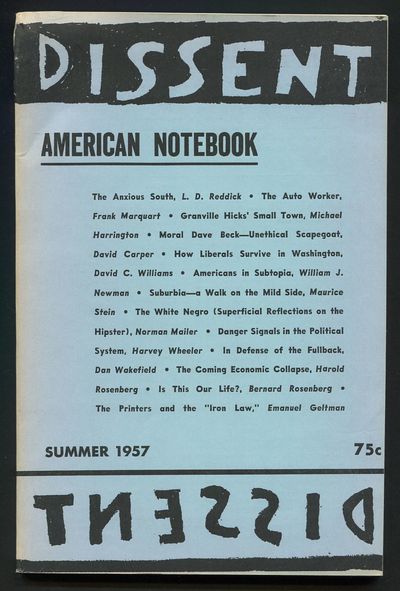 DISSENT
AMERICAN NOTEBOOK
The Anxious South, L. D. Reddick • The Auto Worker,
Frank Marquart • Granville Hicks' Small Town, Michael
Harrington • Moral Dave Beck—Unethical Scapegoat,
David Carper • How Liberals Survive in Washington,
David C. Williams • Americans in Subtopia, William J.
Newman • Suburbia—a Walk on the Mild Side, Maurice
Stein • The White Negro (Superficial Reflections on the
Hipster), Norman Mailer • Danger Signals in the Political
System, Harvey Wheeler • In Defense of the Fullback,
Dan Wakefield • The Coming Economic Collapse, Harold
Rosenberg • Is This Our Life?, Bernard Rosenberg •
The Printers and the "Iron Law," Emanuel Geltman
SUMMER 1957 75c
DISSENT